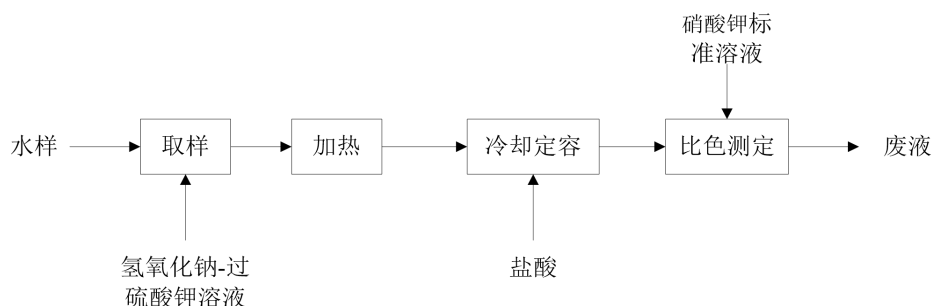 硝酸钾标
准溶液
水样
取样
加热
冷却定容
比色测定
废液
氢氧化钠-过
硫酸钾溶液
盐酸